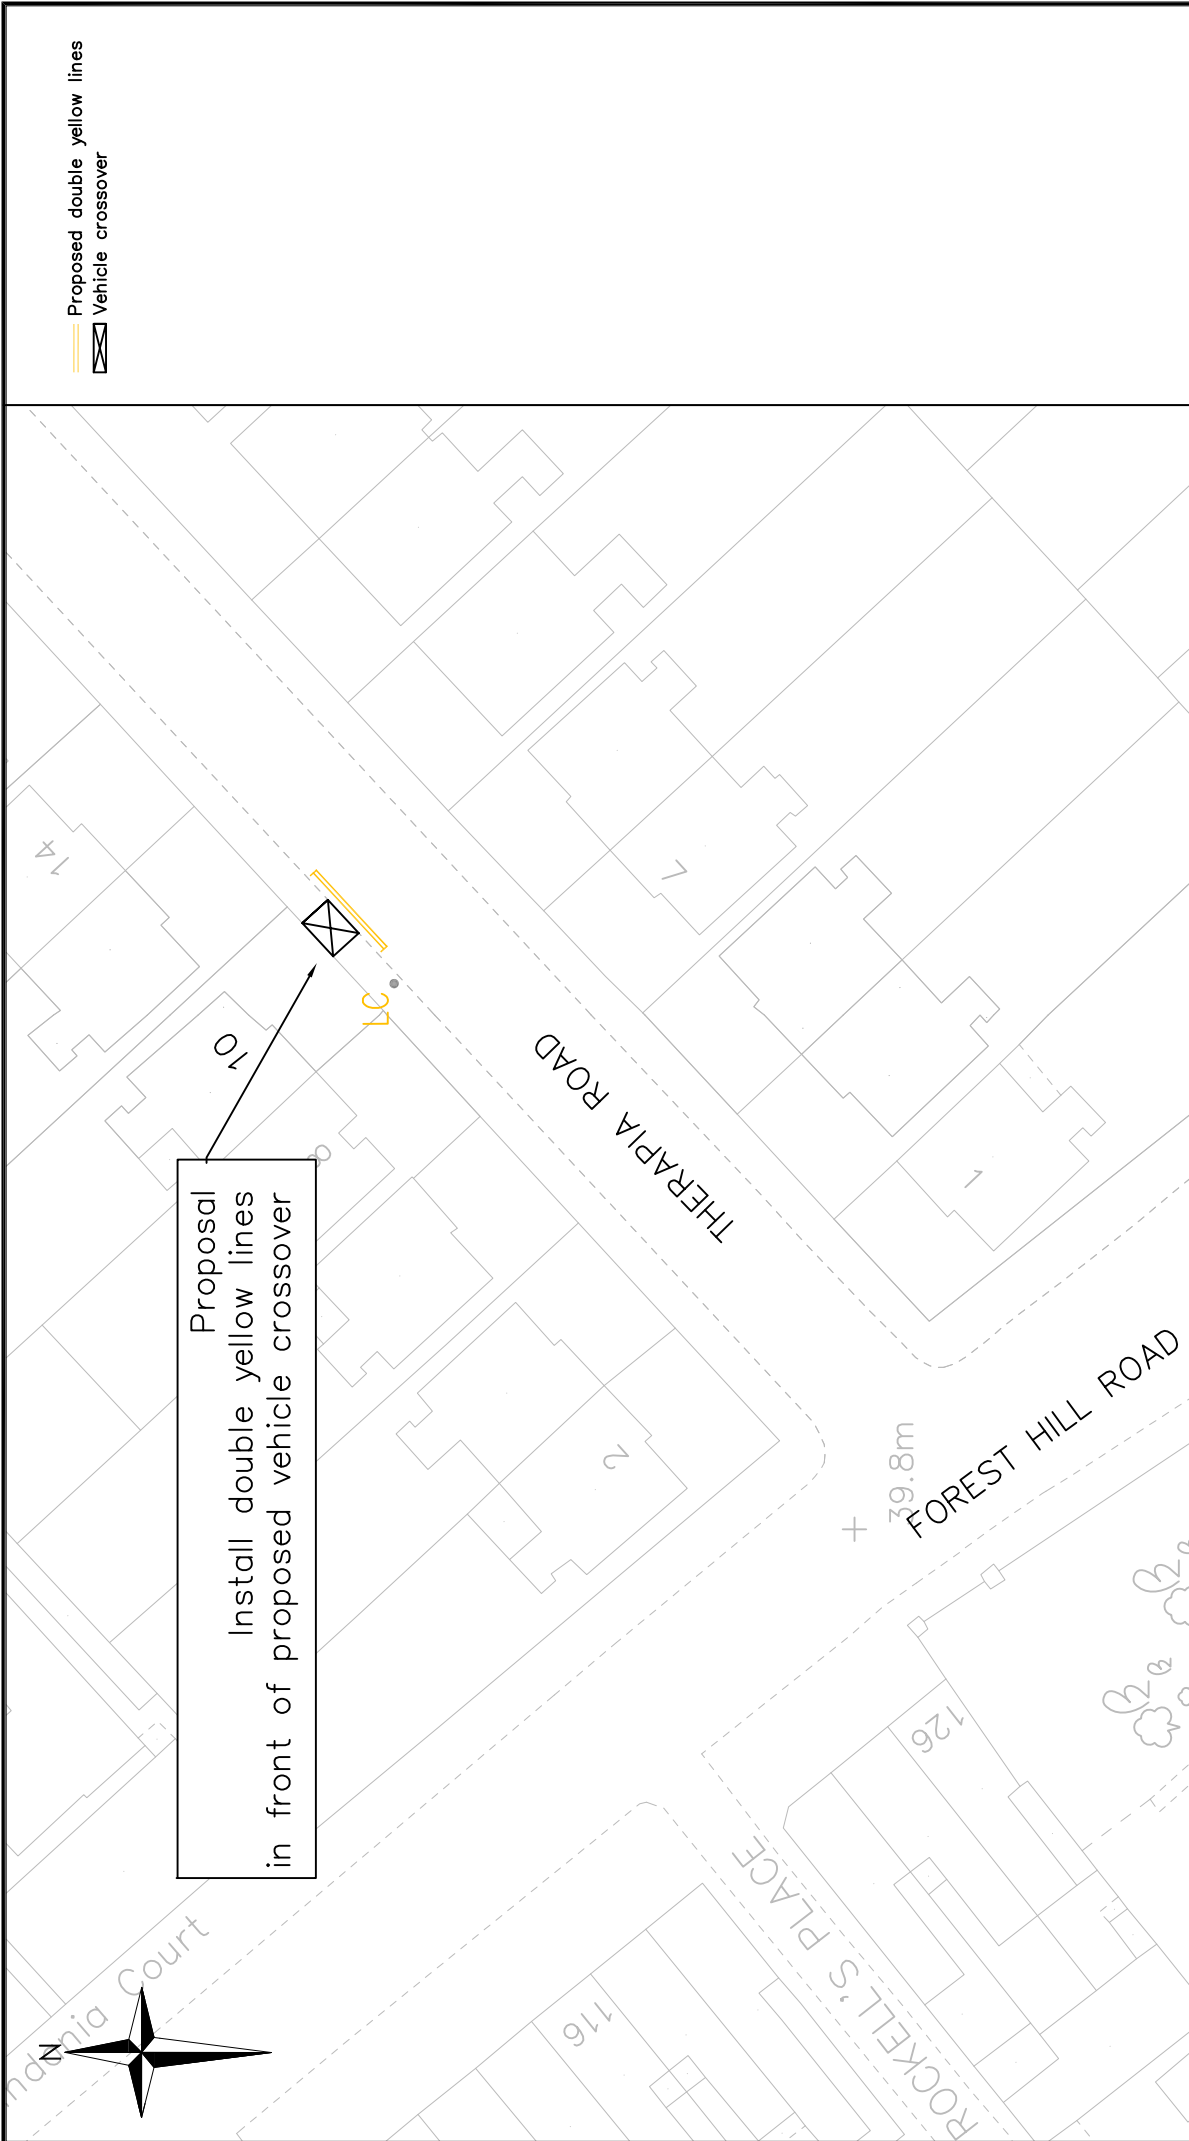 Proposed double yellow lines
Vehicle crossover
14
10
LC
8
7
Proposal
Install double yellow lines
in front of proposed vehicle crossover
THERAPIA ROAD
1
2
39.8m
FOREST HILL ROAD
126
ROCKELL'S PLACE
116
Court
N